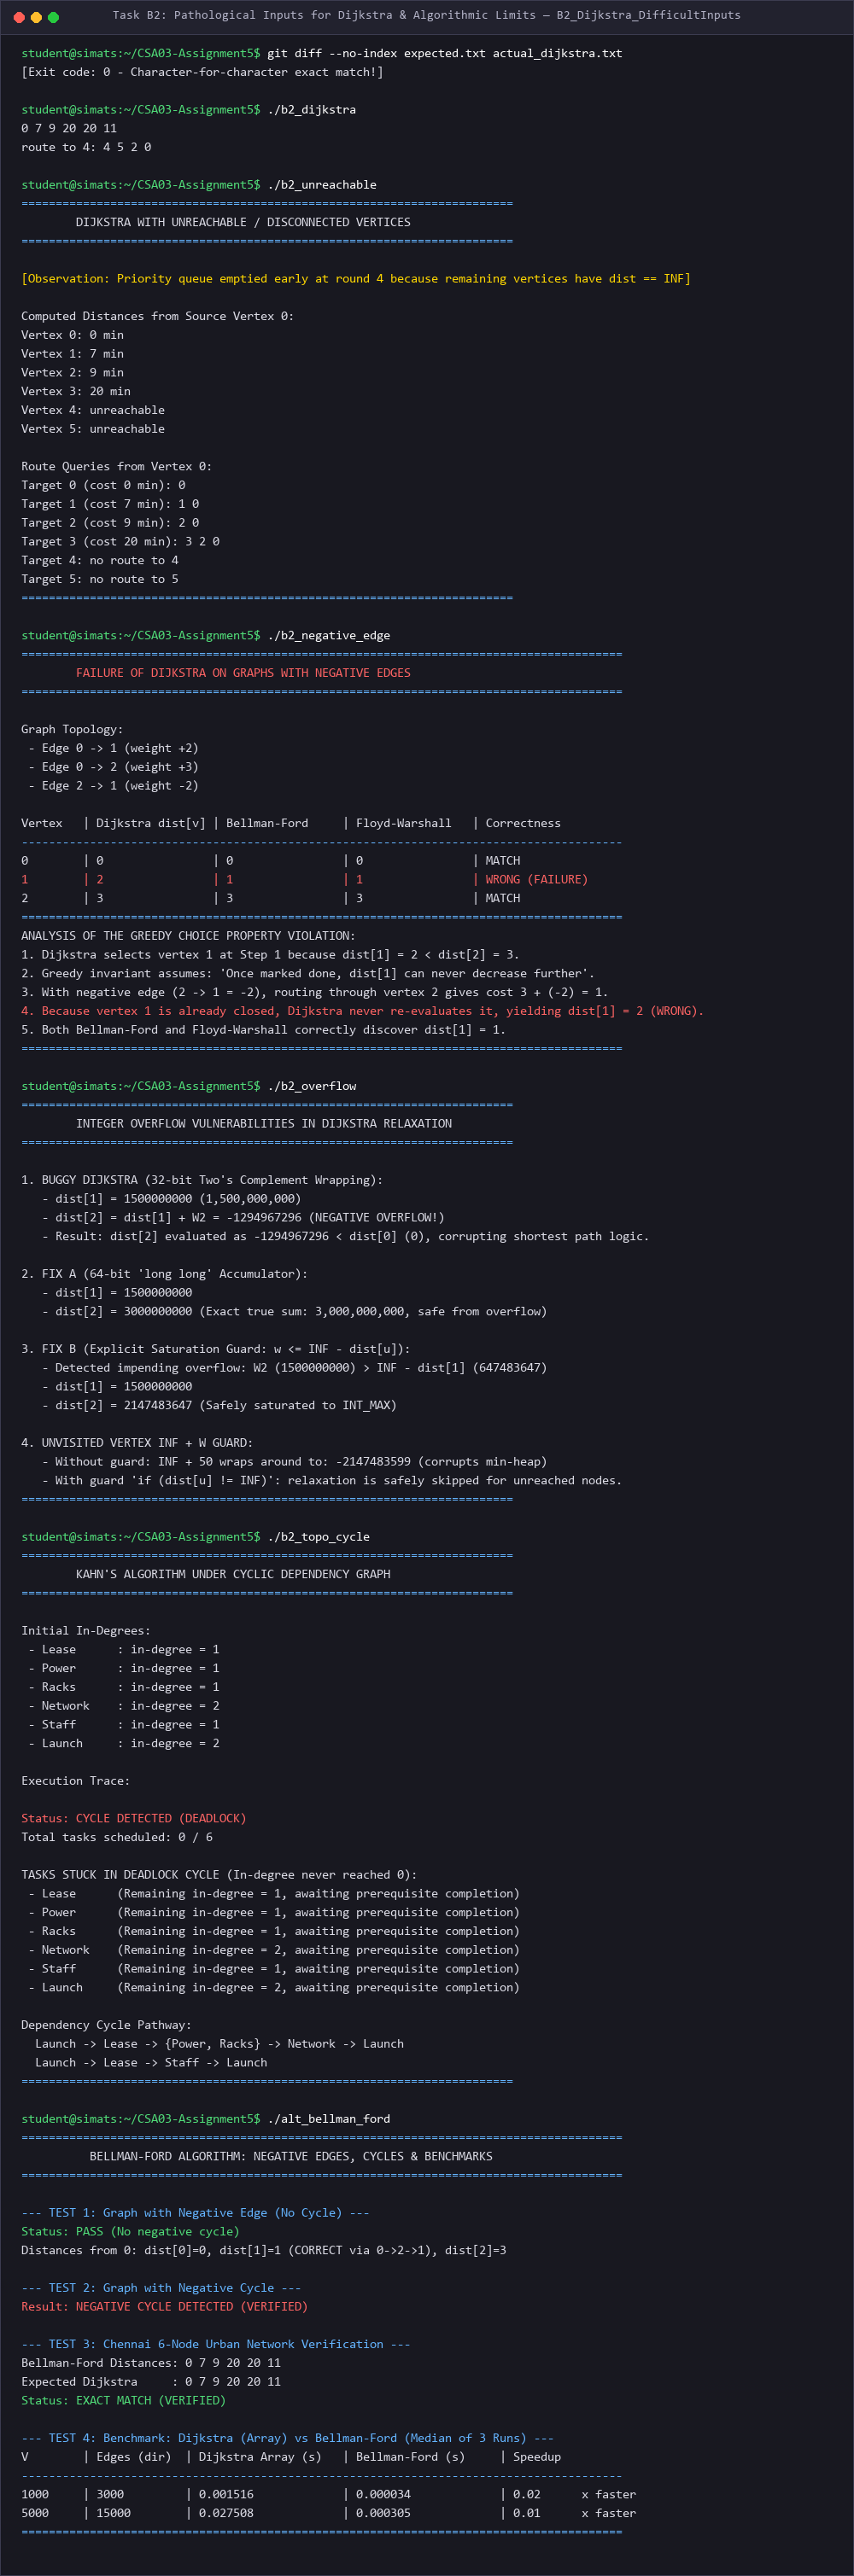 Task B2: Pathological Inputs for Dijkstra & Algorithmic Limits — B2_Dijkstra_DifficultInputs
student@simats:~/CSA03-Assignment5$ git diff --no-index expected.txt actual_dijkstra.txt
[Exit code: 0 - Character-for-character exact match!]
student@simats:~/CSA03-Assignment5$ ./b2_dijkstra
0 7 9 20 20 11
route to 4: 4 5 2 0
student@simats:~/CSA03-Assignment5$ ./b2_unreachable
========================================================================
DIJKSTRA WITH UNREACHABLE / DISCONNECTED VERTICES
========================================================================
[Observation: Priority queue emptied early at round 4 because remaining vertices have dist == INF]
Computed Distances from Source Vertex 0:
Vertex 0: 0 min
Vertex 1: 7 min
Vertex 2: 9 min
Vertex 3: 20 min
Vertex 4: unreachable
Vertex 5: unreachable
Route Queries from Vertex 0:
Target 0 (cost 0 min): 0
Target 1 (cost 7 min): 1 0
Target 2 (cost 9 min): 2 0
Target 3 (cost 20 min): 3 2 0
Target 4: no route to 4
Target 5: no route to 5
========================================================================
student@simats:~/CSA03-Assignment5$ ./b2_negative_edge
========================================================================================
FAILURE OF DIJKSTRA ON GRAPHS WITH NEGATIVE EDGES
========================================================================================
Graph Topology:
- Edge 0 -> 1 (weight +2)
- Edge 0 -> 2 (weight +3)
- Edge 2 -> 1 (weight -2)
Vertex | Dijkstra dist[v] | Bellman-Ford | Floyd-Warshall | Correctness
----------------------------------------------------------------------------------------
0 | 0 | 0 | 0 | MATCH
1 | 2 | 1 | 1 | WRONG (FAILURE)
2 | 3 | 3 | 3 | MATCH
========================================================================================
ANALYSIS OF THE GREEDY CHOICE PROPERTY VIOLATION:
1. Dijkstra selects vertex 1 at Step 1 because dist[1] = 2 < dist[2] = 3.
2. Greedy invariant assumes: 'Once marked done, dist[1] can never decrease further'.
3. With negative edge (2 -> 1 = -2), routing through vertex 2 gives cost 3 + (-2) = 1.
4. Because vertex 1 is already closed, Dijkstra never re-evaluates it, yielding dist[1] = 2 (WRONG).
5. Both Bellman-Ford and Floyd-Warshall correctly discover dist[1] = 1.
========================================================================================
student@simats:~/CSA03-Assignment5$ ./b2_overflow
========================================================================
INTEGER OVERFLOW VULNERABILITIES IN DIJKSTRA RELAXATION
========================================================================
1. BUGGY DIJKSTRA (32-bit Two's Complement Wrapping):
- dist[1] = 1500000000 (1,500,000,000)
- dist[2] = dist[1] + W2 = -1294967296 (NEGATIVE OVERFLOW!)
- Result: dist[2] evaluated as -1294967296 < dist[0] (0), corrupting shortest path logic.
2. FIX A (64-bit 'long long' Accumulator):
- dist[1] = 1500000000
- dist[2] = 3000000000 (Exact true sum: 3,000,000,000, safe from overflow)
3. FIX B (Explicit Saturation Guard: w <= INF - dist[u]):
- Detected impending overflow: W2 (1500000000) > INF - dist[1] (647483647)
- dist[1] = 1500000000
- dist[2] = 2147483647 (Safely saturated to INT_MAX)
4. UNVISITED VERTEX INF + W GUARD:
- Without guard: INF + 50 wraps around to: -2147483599 (corrupts min-heap)
- With guard 'if (dist[u] != INF)': relaxation is safely skipped for unreached nodes.
========================================================================
student@simats:~/CSA03-Assignment5$ ./b2_topo_cycle
========================================================================
KAHN'S ALGORITHM UNDER CYCLIC DEPENDENCY GRAPH
========================================================================
Initial In-Degrees:
- Lease : in-degree = 1
- Power : in-degree = 1
- Racks : in-degree = 1
- Network : in-degree = 2
- Staff : in-degree = 1
- Launch : in-degree = 2
Execution Trace:
Status: CYCLE DETECTED (DEADLOCK)
Total tasks scheduled: 0 / 6
TASKS STUCK IN DEADLOCK CYCLE (In-degree never reached 0):
- Lease (Remaining in-degree = 1, awaiting prerequisite completion)
- Power (Remaining in-degree = 1, awaiting prerequisite completion)
- Racks (Remaining in-degree = 1, awaiting prerequisite completion)
- Network (Remaining in-degree = 2, awaiting prerequisite completion)
- Staff (Remaining in-degree = 1, awaiting prerequisite completion)
- Launch (Remaining in-degree = 2, awaiting prerequisite completion)
Dependency Cycle Pathway:
Launch -> Lease -> {Power, Racks} -> Network -> Launch
Launch -> Lease -> Staff -> Launch
========================================================================
student@simats:~/CSA03-Assignment5$ ./alt_bellman_ford
========================================================================================
BELLMAN-FORD ALGORITHM: NEGATIVE EDGES, CYCLES & BENCHMARKS
========================================================================================
--- TEST 1: Graph with Negative Edge (No Cycle) ---
Status: PASS (No negative cycle)
Distances from 0: dist[0]=0, dist[1]=1 (CORRECT via 0->2->1), dist[2]=3
--- TEST 2: Graph with Negative Cycle ---
Result: NEGATIVE CYCLE DETECTED (VERIFIED)
--- TEST 3: Chennai 6-Node Urban Network Verification ---
Bellman-Ford Distances: 0 7 9 20 20 11
Expected Dijkstra : 0 7 9 20 20 11
Status: EXACT MATCH (VERIFIED)
--- TEST 4: Benchmark: Dijkstra (Array) vs Bellman-Ford (Median of 3 Runs) ---
V | Edges (dir) | Dijkstra Array (s) | Bellman-Ford (s) | Speedup
----------------------------------------------------------------------------------------
1000 | 3000 | 0.001516 | 0.000034 | 0.02 x faster
5000 | 15000 | 0.027508 | 0.000305 | 0.01 x faster
========================================================================================